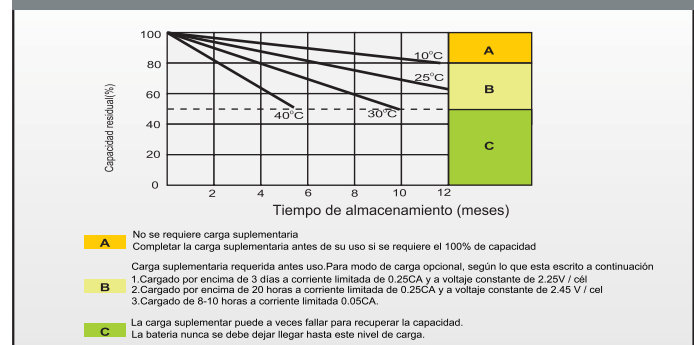 100
80
60
40
20
0
Capacidad residual(%)
10°C
25°C
30°C
40°C
A
B
C
2 4 6 8 10 12
Tiempo de almacenamiento (meses)
A
No se requiere carga suplementaria
Completar la carga suplementaria antes de su uso si se requiere el 100% de capacidad
B
Carga suplementaria requerida antes uso.Para modo de carga opcional, según lo que esta escrito a continuación
1.Cargado por encima de 3 días a corriente limitada de 0.25CA y a voltaje constante de 2.25V / cél
2.Cargado por encima de 20 horas a corriente limitada de 0.25CA y a voltaje constante de 2.45 V / cel
3.Cargado de 8-10 horas a corriente limitada 0.05CA.
C
La carga suplementar puede a veces fallar para recuperar la capacidad.
La bateria nunca se debe dejar llegar hasta este nivel de carga.